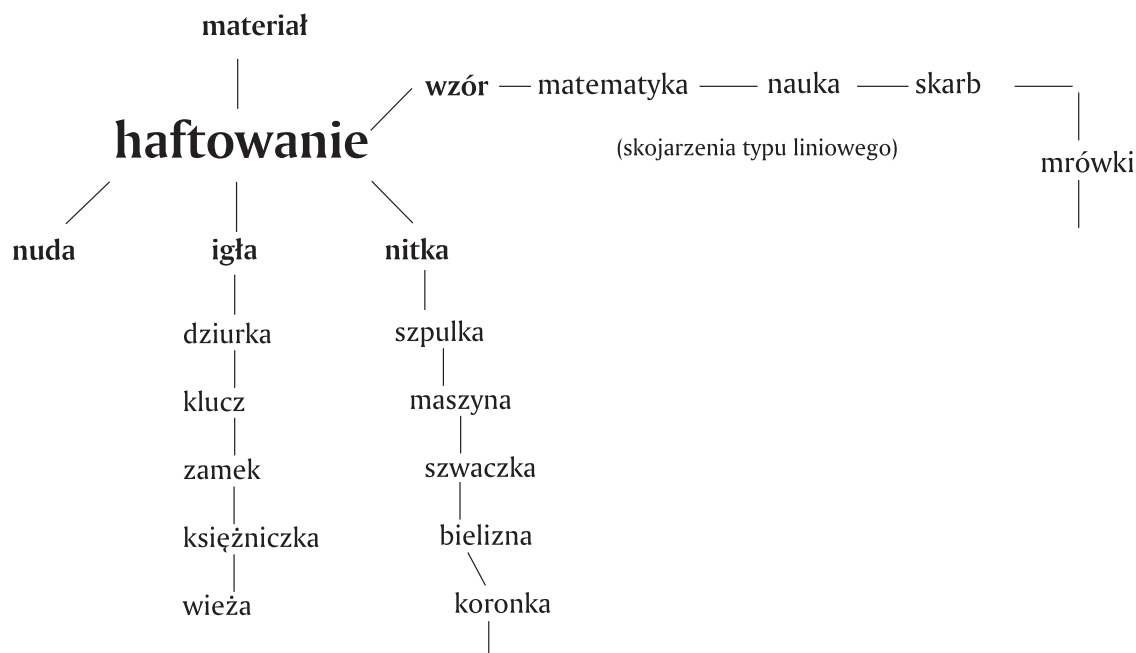 materiał
wzór matematyka nauka skarb
haftowanie
(skojarzenia typu liniowego)
mrówki
nuda igła nitka
dziurka szpulka
klucz maszyna
zamek szwaczka
księżniczka bielizna
wieża koronka